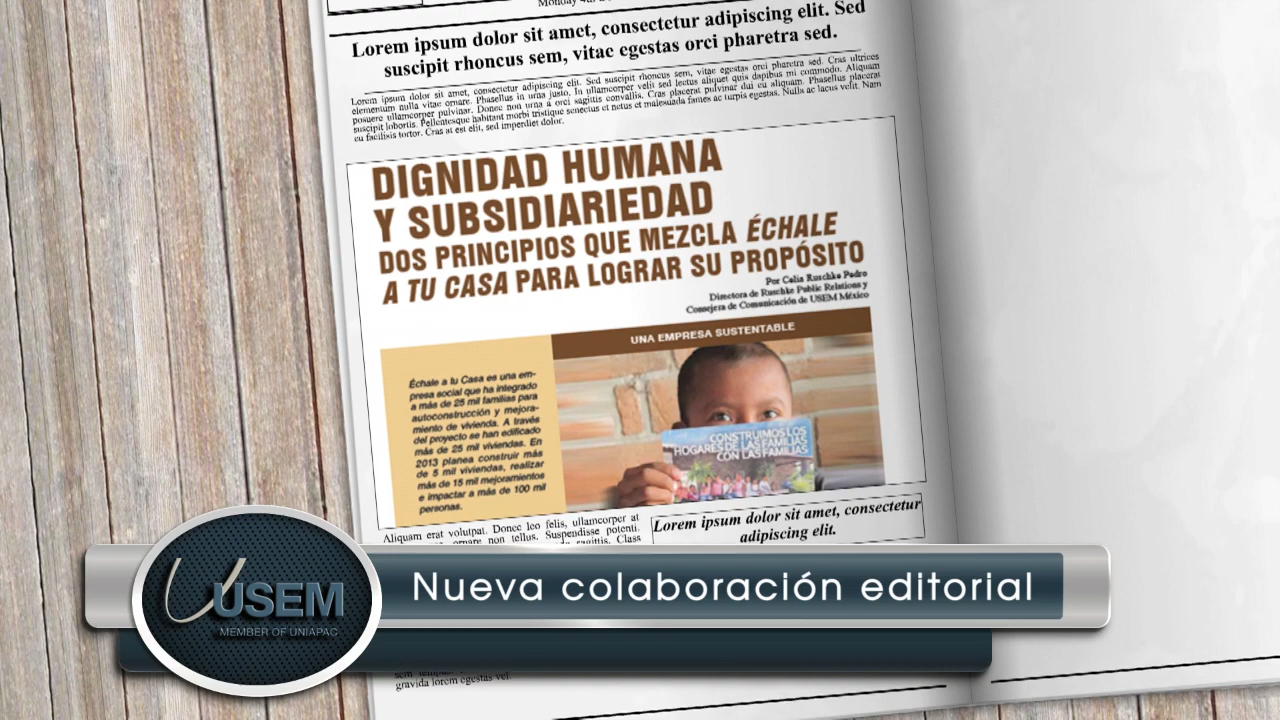 Monday 4th
Lorem ipsum dolor sit amet, consectetur adipiscing elit. Sed
suscipit rhoncus sem, vitae egestas orci pharetra sed.
Lorem ipsum dolor sit amet, consectetur adipiscing elit. Sed suscipit rhoncus sem, vitae egestas orci pharetra sed. Cras ultrices
elementum nulla vitae ornare. Phasellus in urna justo. In ullamcorper velit sed lectus aliquet quis dapibus mi commodo. Aliquam
posuere ullamcorper pulvinar. Donec non urna a orci sagittis convallis. Cras placerat pulvinar dui eu aliquam. Phasellus placerat
suscipit lobortis. Pellentesque habitant morbi tristique senectus et netus et malesuada fames ac turpis egestas. Nulla ac lacus velit. Nam
eu facilisis tortor. Cras at est elit, sed imperdiet dolor.
DIGNIDAD HUMANA
Y SUBSIDIARIEDAD
DOS PRINCIPIOS QUE MEZCLA ÉCHALE
A TU CASA PARA LOGRAR SU PROPÓSITO
Por Celia Ruschke Pedro
Directora de Ruschke Public Relations y
Consejera de Comunicación de USEM México
UNA EMPRESA SUSTENTABLE
Échale a tu Casa es una em-
presa social que ha integrado
a más de 25 mil familias para
autoconstrucción y mejora-
miento de vivienda. A través
del proyecto se han edificado
más de 25 mil viviendas. En
2013 planea construir más
de 5 mil viviendas, realizar
más de 15 mil mejoramientos
e impactar a más de 100 mil
personas.
CONSTRUIMOS LOS
HOGARES DE LAS FAMILIAS
CON LAS FAMILIAS
Aliquam erat volutpat. Donec leo felis, ullamcorper at
ornare non tellus. Suspendisse potenti.
sagittis. Class
Lorem ipsum dolor sit amet, consectetur
adipiscing elit.
Nueva colaboración editorial
USEM
MEMBER OF UNIAPAC
gravida lorem egestas vel.